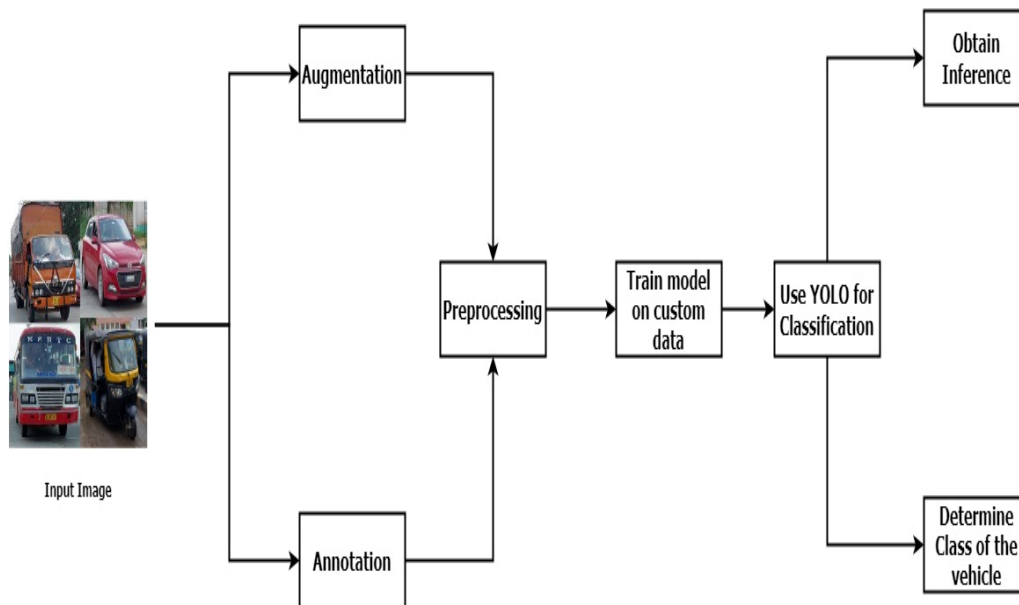 Augmentation
Obtain
Inference
Preprocessing
Train model
on custom
data
Use YOLO for
Classification
Input Image
Annotation
Determine
Class of the
vehicle